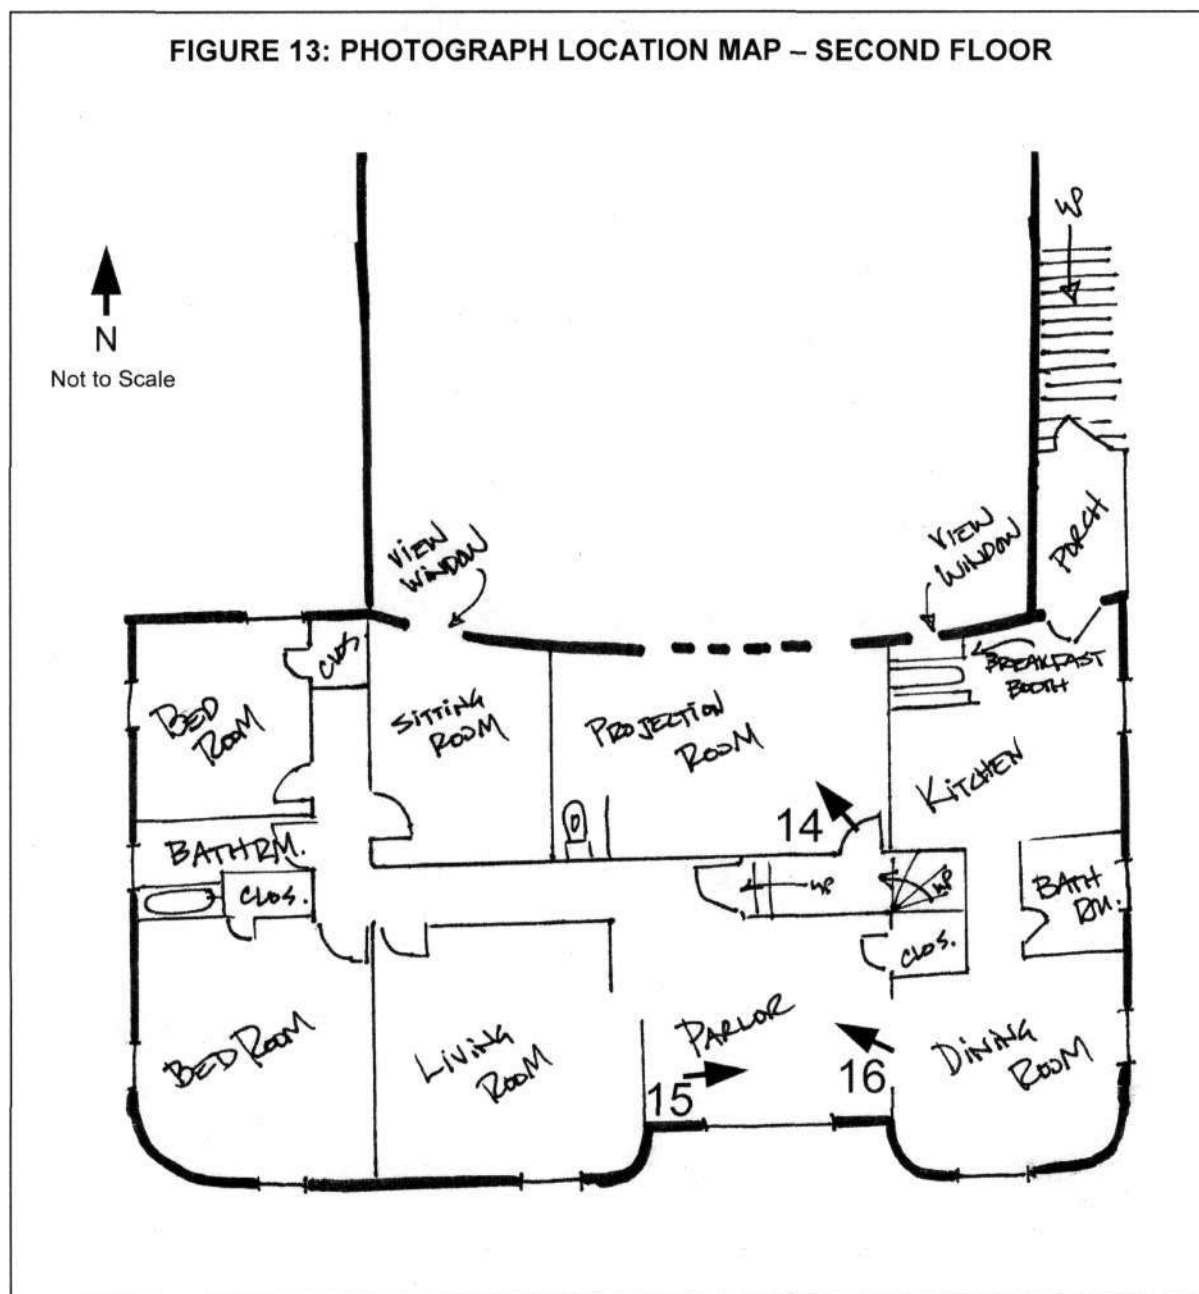 FIGURE 13: PHOTOGRAPH LOCATION MAP – SECOND FLOOR
UP
N
Not to Scale
VIEW
WINDOW
VIEW
WINDOW
PORCH
CLOS
BREAKFAST
BOOTH
BED
ROOM
SITTING
ROOM
PROJECTION
ROOM
KITCHEN
14
BATHRM.
CLOS.
UP
UP
BATH
RM.
CLOS.
BED ROOM
LIVING
ROOM
PARLOR
DINING
ROOM
15
16